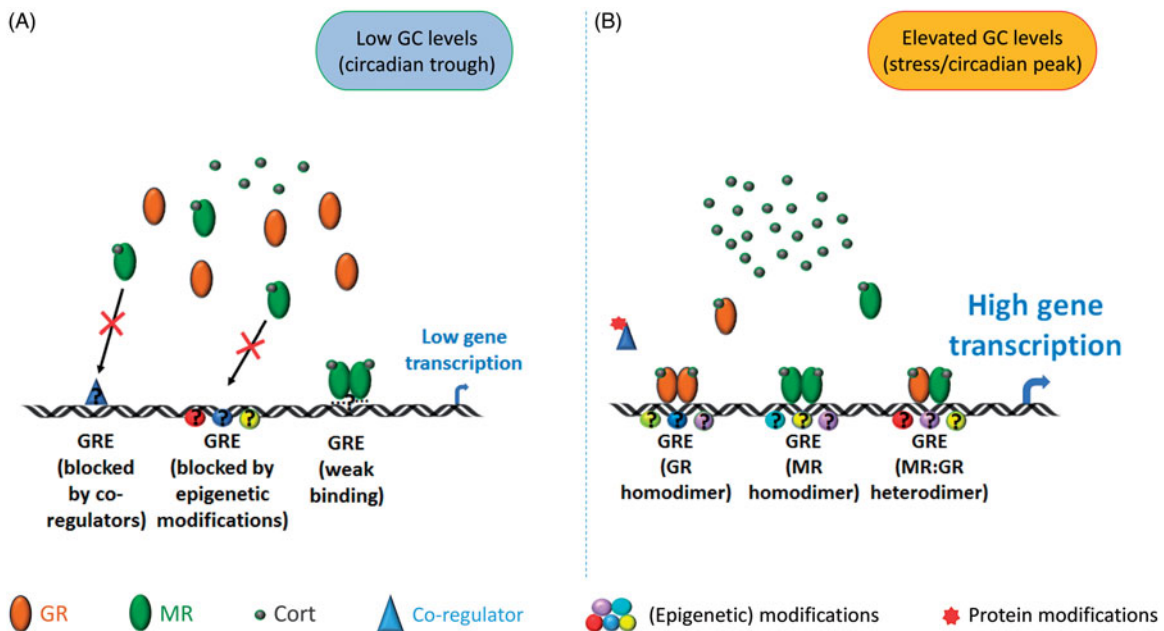 (A)
Low GC levels
(circadian trough)
Low gene
transcription
?
? ? ?
?
GRE
(blocked
by co-
regulators)
GRE
(blocked by
epigenetic
modifications)
GRE
(weak
binding)
(B)
Elevated GC levels
(stress/circadian peak)
High gene
transcription
? ? ?
? ? ?
? ? ?
GRE
(GR
homodimer)
GRE
(MR
homodimer)
GRE
(MR:GR
heterodimer)
GR
MR
Cort
Co-regulator
(Epigenetic) modifications
Protein modifications